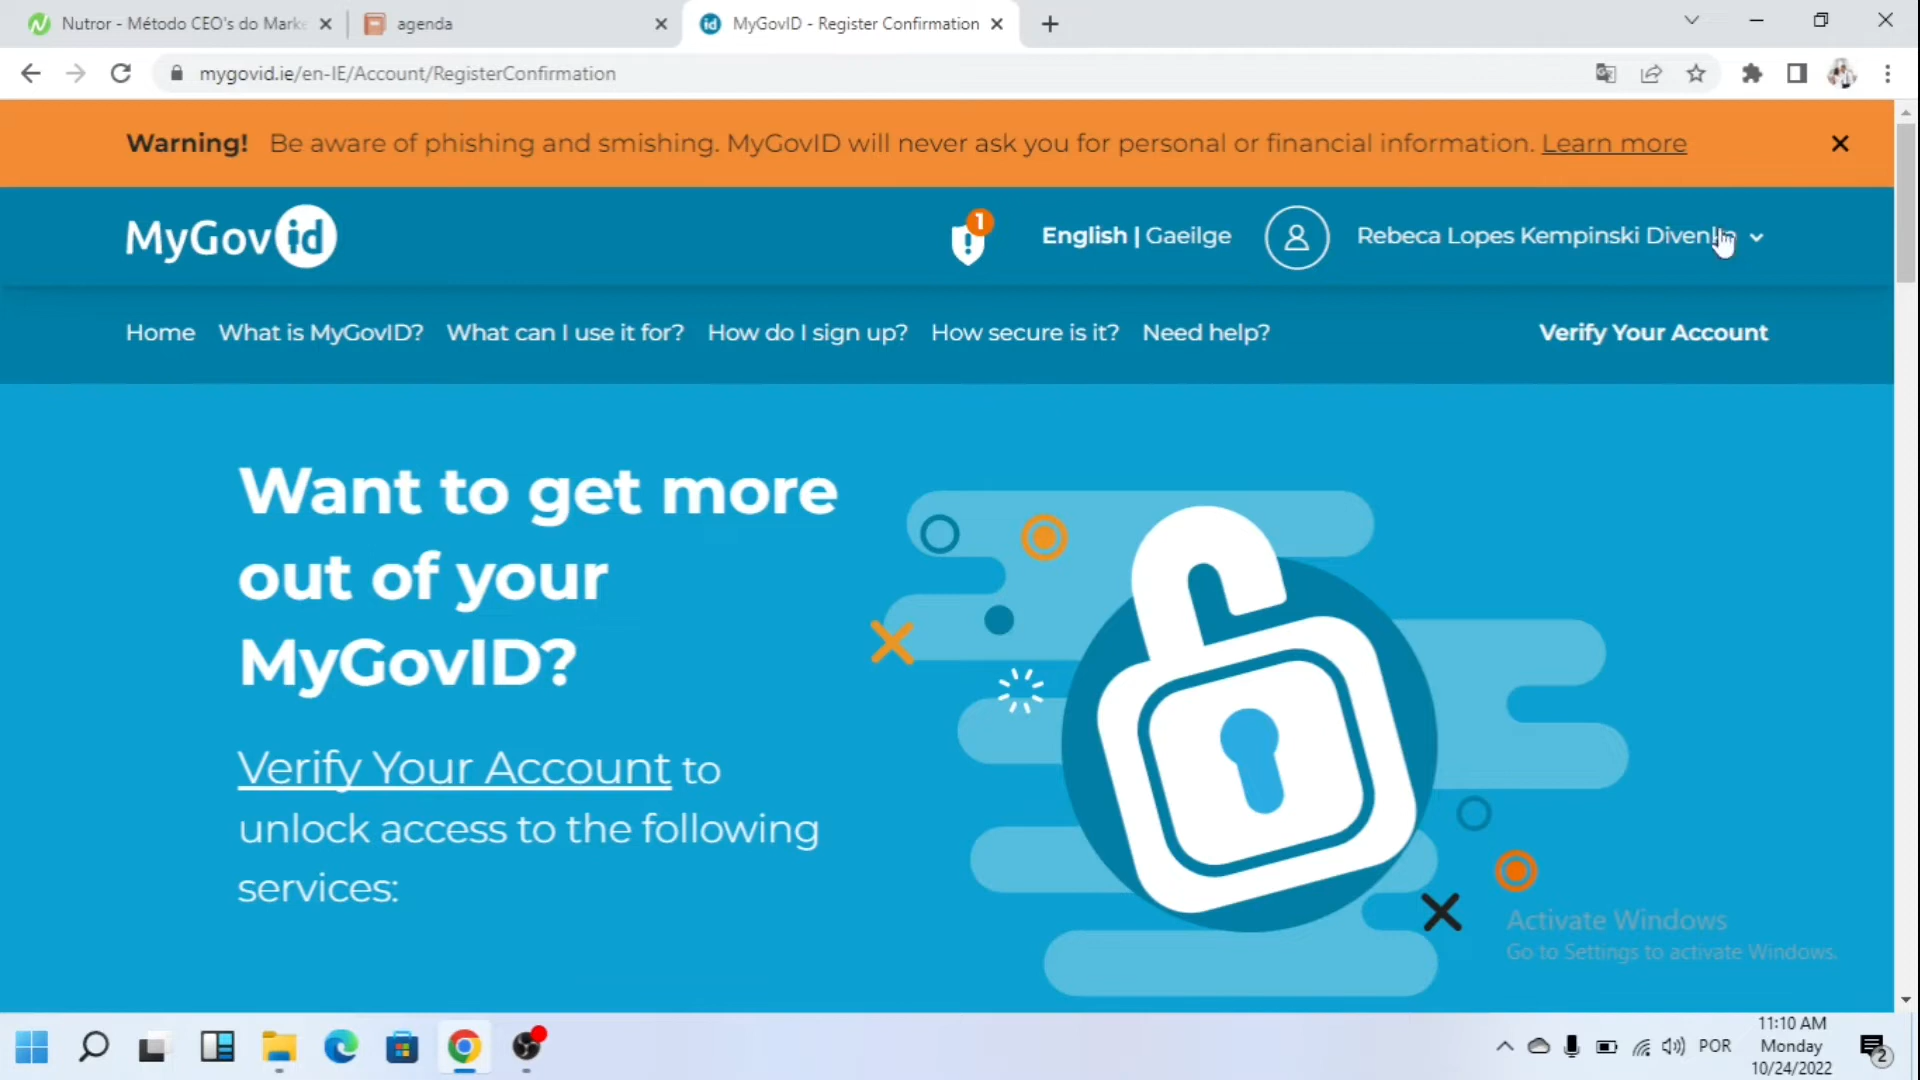 Nutror - Método CEO's do Marke
agenda
MyGovID - Register Confirmation
mygovid.ie/en-IE/Account/RegisterConfirmation
Warning! Be aware of phishing and smishing. MyGovID will never ask you for personal or financial information. Learn more
MyGovid
1
English | Gaeilge
Rebeca Lopes Kempinski
Home What is MyGovID? What can I use it for? How do I sign up? How secure is it? Need help? Verify Your Account
Want to get more
out of your
MyGovID?
Verify Your Account to
unlock access to the following
services:
Activate Windows
Go to Settings to activate Windows.
POR
11:10 AM
Monday
10/24/2022
2